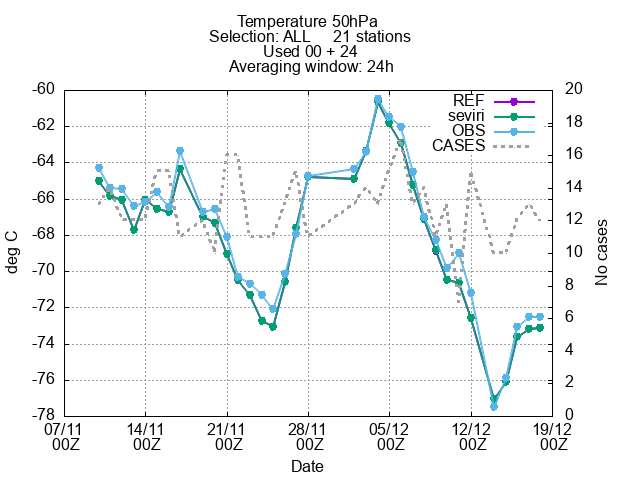 Temperature 50hPa
Selection: ALL 21 stations
Used 00 + 24
Averaging window: 24h
REF
seviri
OBS
CASES
-60
-62
-64
-66
-68
-70
-72
-74
-76
-78
deg C
20
18
16
14
12
10
8
6
4
2
0
No cases
07/11 14/11 21/11 28/11 05/12 12/12 19/12
00Z 00Z 00Z 00Z 00Z 00Z 00Z
Date